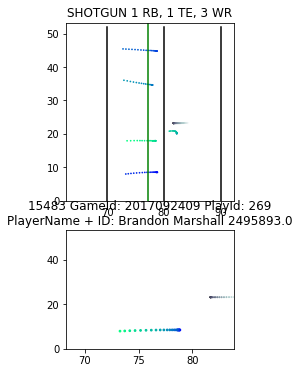 SHOTGUN 1 RB, 1 TE, 3 WR
50
40
30
20
10
0
70 80 90
15483 GameId: 2017092409 PlayId: 269
PlayerName + ID: Brandon Marshall 2495893.0
40
20
0
70 75 80